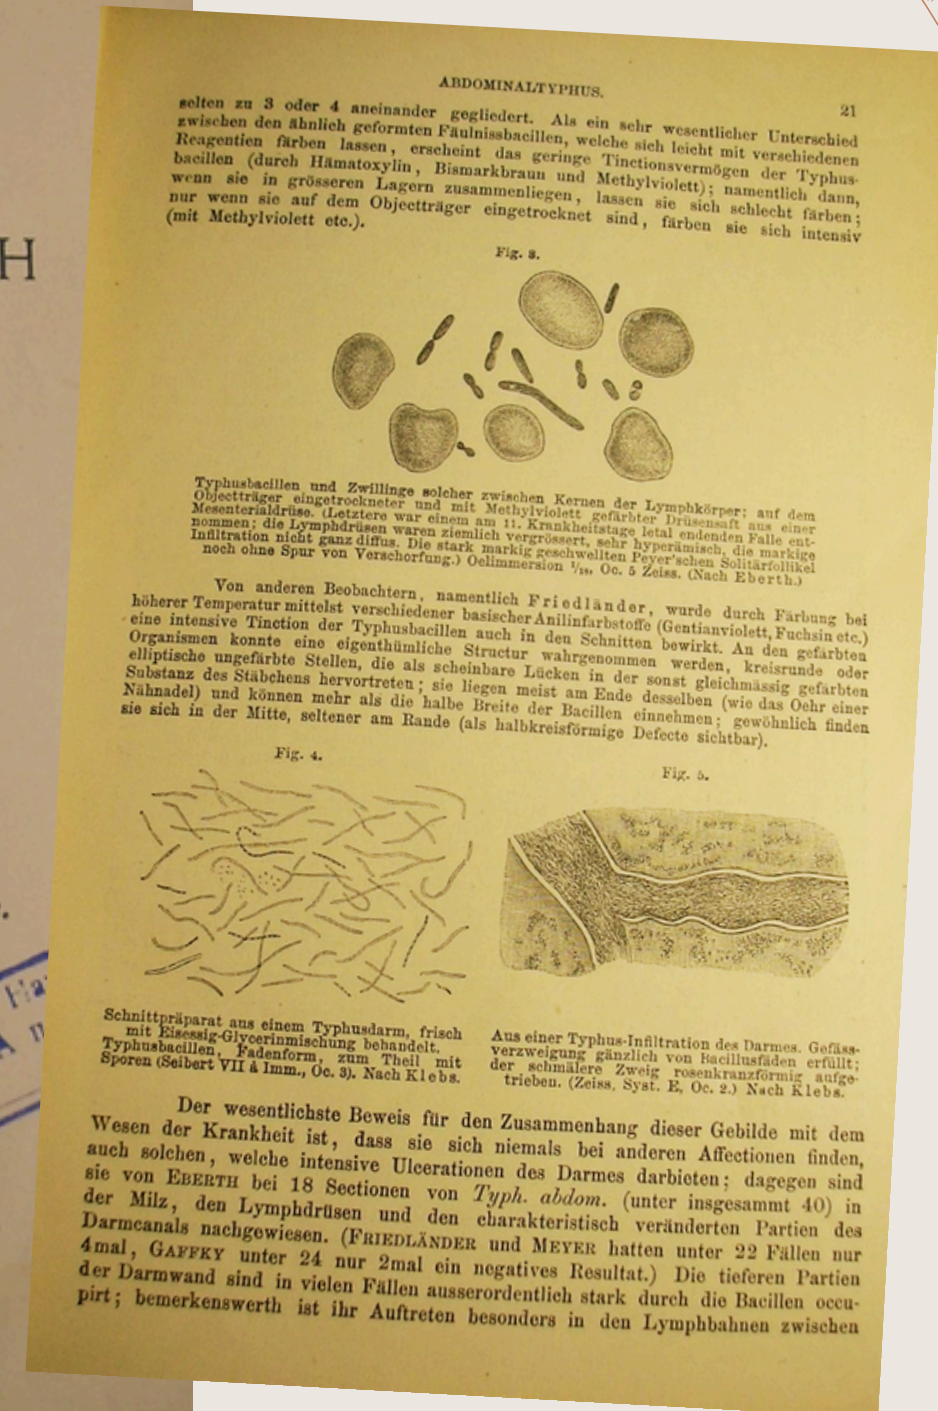 H
ABDOMINALTYPHUS.
21
selten zu 3 oder 4 aneinander gegliedert. Als ein sehr wesentlicher Unterschied
zwischen den ähnlich geformten Fäulnissbacillen, welche sich leicht mit verschiedenen
Reagentien färben lassen, erscheint das geringe Tinctionsvermögen der Typhus-
bacillen (durch Hämatoxylin, Bismarkbraun und Methylviolett); namentlich dann,
wenn sie in grösseren Lagern zusammenliegen, lassen sie sich schlecht färben;
nur wenn sie auf dem Objectträger eingetrocknet sind, färben sie sich intensiv
(mit Methylviolett etc.).
Fig. 3.
Typhusbacillen und Zwillinge solcher zwischen Kernen der Lymphkörper; auf dem
Objectträger eingetrockneter und mit Methylviolett gefärbter Drüsensaft aus einer
Mesenterialdrüse. (Letztere war einem am 11. Krankheitstage letal endenden Falle ent-
nommen; die Lymphdrüsen waren ziemlich vergrössert, sehr hyperämisch, die markige
Infiltration nicht ganz diffus. Die stark markig geschwellten Peyer'schen Solitärfollikel
noch ohne Spur von Verschorfung.) Oelimmersion Oc. 5 Zeiss. (Nach Eberth.)
Von anderen Beobachtern, namentlich Friedländer, wurde durch Färbung bei
höherer Temperatur mittelst verschiedener basischer Anilinfarbstoffe (Gentianviolett, Fuchsin etc.)
eine intensive Tinction der Typhusbacillen auch in den Schnitten bewirkt. An den gefärbten
Organismen konnte eine eigenthümliche Structur wahrgenommen werden, kreisrunde oder
elliptische ungefärbte Stellen, die als scheinbare Lücken in der sonst gleichmässig gefärbten
Substanz des Stäbchens hervortreten; sie liegen meist am Ende desselben (wie das Oehr einer
Nähnadel) und können mehr als die halbe Breite der Bacillen einnehmen; gewöhnlich finden
sie sich in der Mitte, seltener am Rande (als halbkreisförmige Defecte sichtbar).
Fig. 4.
Fig. 5.
Schnittpräparat aus einem Typhusdarm, frisch
mit Eisessig-Glycerinmischung behandelt.
Typhusbacillen, Fadenform, zum Theil mit
Sporen (Seibert VII à Imm., Oc. 3). Nach Klebs.
Aus einer Typhus-Infiltration des Darmes. Gefäss-
verzweigung gänzlich von Bacillusfäden erfüllt;
der schmälere Zweig rosenkranzförmig aufge-
trieben. (Zeiss, Syst. E, Oc. 2.) Nach Klebs.
Der wesentlichste Beweis für den Zusammenhang dieser Gebilde mit dem
Wesen der Krankheit ist, dass sie sich niemals bei anderen Affectionen finden,
auch solchen, welche intensive Ulcerationen des Darmes darbieten; dagegen sind
sie von EBERTH bei 18 Sectionen von Typh. abdom. (unter insgesammt 40) in
der Milz, den Lymphdrüsen und den charakteristisch veränderten Partien des
Darmcanals nachgewiesen. (FRIEDLÄNDER und MEYER hatten unter 22 Fällen nur
4mal, GAFFKY unter 24 nur 2mal ein negatives Resultat.) Die tieferen Partien
der Darmwand sind in vielen Fällen ausserordentlich stark durch die Bacillen occu-
pirt; bemerkenswerth ist ihr Auftreten besonders in den Lymphbahnen zwischen